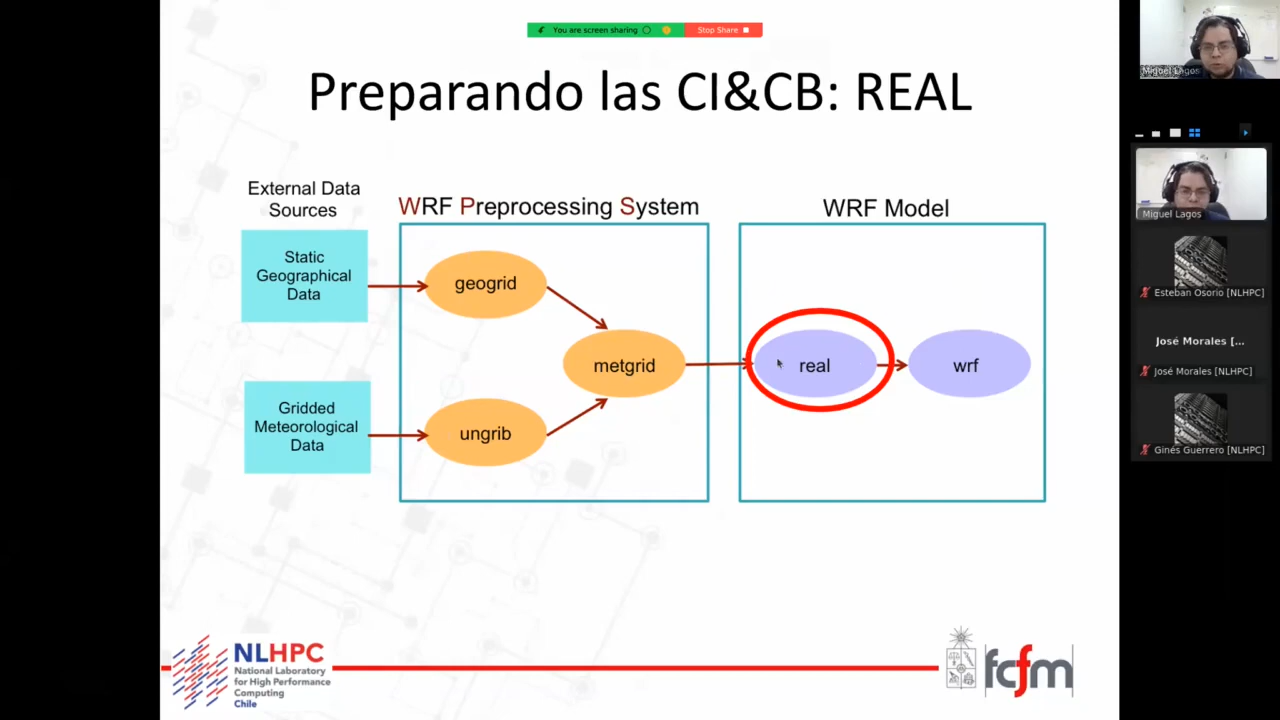 You are screen sharing
Stop Share
Preparando las CI&CB: REAL
External Data
Sources
WRF Preprocessing System
WRF Model
Static
Geographical
Data
geogrid
metgrid
real
wrf
Gridded
Meteorological
Data
ungrib
NLHPC
National Laboratory
for High Performance
Computing
Chile
fcfm
Miguel Lagos
Miguel Lagos
Esteban Osorio [NLHPC]
José Morales [...
José Morales [NLHPC]
Ginés Guerrero [NLHPC]